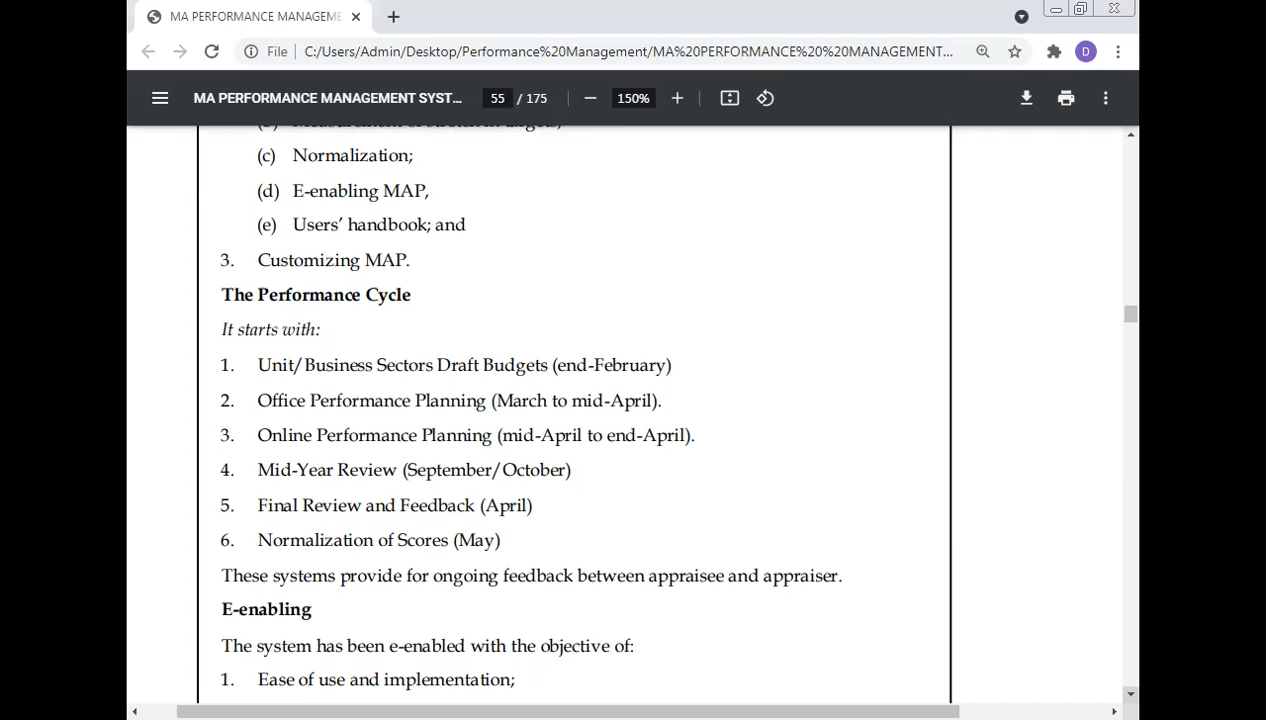 MA PERFORMANCE MANAGEME
File C:/Users/Admin/Desktop/Performance%20Management/MA%20PERFORMANCE%20%20MANAGEMENT... D
MA PERFORMANCE MANAGEMENT SYST... 55 / 175 150%
(c) Normalization;
(d) E-enabling MAP,
(e) Users’ handbook; and
3. Customizing MAP.
The Performance Cycle
It starts with:
1. Unit/Business Sectors Draft Budgets (end-February)
2. Office Performance Planning (March to mid-April).
3. Online Performance Planning (mid-April to end-April).
4. Mid-Year Review (September/October)
5. Final Review and Feedback (April)
6. Normalization of Scores (May)
These systems provide for ongoing feedback between appraisee and appraiser.
E-enabling
The system has been e-enabled with the objective of:
1. Ease of use and implementation;